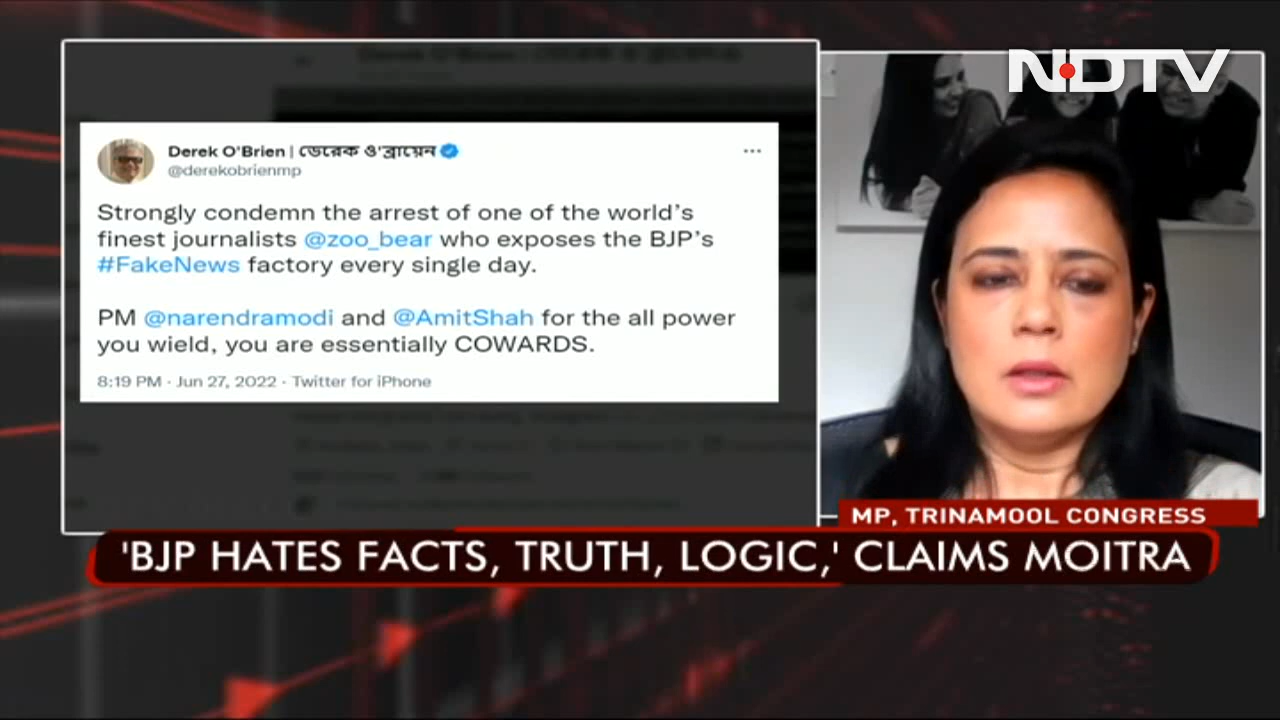 NDTV
Derek O'Brien | ডেরেক ও'ব্রায়েন
@derekobrienmp
Strongly condemn the arrest of one of the world's
finest journalists @zoo_bear who exposes the BJP's
#FakeNews factory every single day.
PM @narendramodi and @AmitShah for the all power
you wield, you are essentially COWARDS.
8:19 PM · Jun 27, 2022 · Twitter for iPhone
MP, TRINAMOOL CONGRESS
'BJP HATES FACTS, TRUTH, LOGIC,' CLAIMS MOITRA